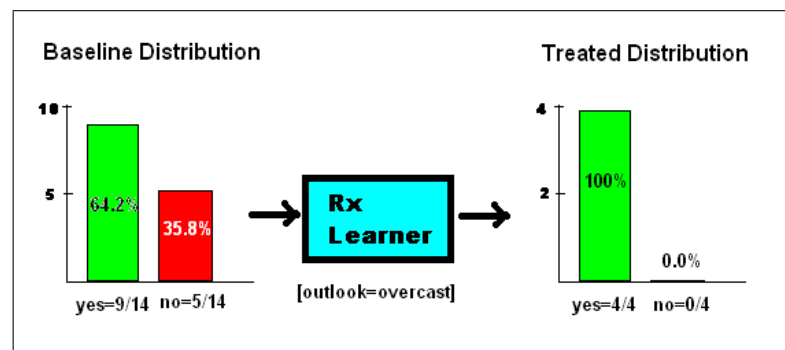 Baseline Distribution
Treated Distribution
10
5
64.2%
35.8%
yes=9/14
no=5/14
Rx
Learner
[outlook=overcast]
4
2
100%
0.0%
yes=4/4
no=0/4